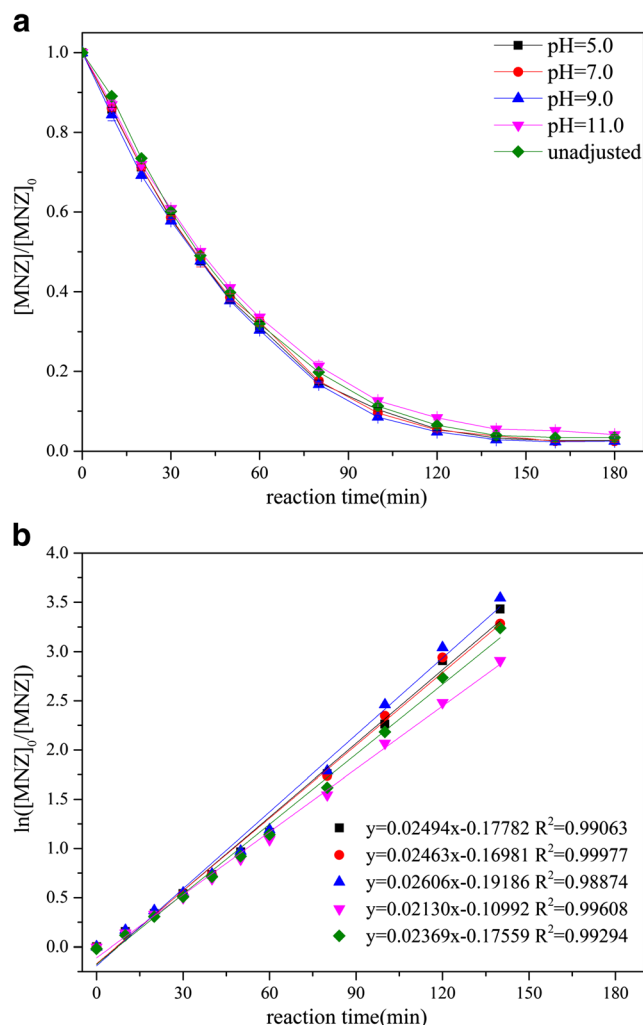 a
1.0
0.8
0.6
0.4
0.2
0.0
[MNZ]/[MNZ]₀
pH=5.0
pH=7.0
pH=9.0
pH=11.0
unadjusted
0 30 60 90 120 150 180
reaction time(min)
b
4.0
3.5
3.0
2.5
2.0
1.5
1.0
0.5
0.0
ln([MNZ]₀/[MNZ])
y=0.02494x-0.17782 R²=0.99063
y=0.02463x-0.16981 R²=0.99977
y=0.02606x-0.19186 R²=0.98874
y=0.02130x-0.10992 R²=0.99608
y=0.02369x-0.17559 R²=0.99294
0 30 60 90 120 150 180
reaction time(min)